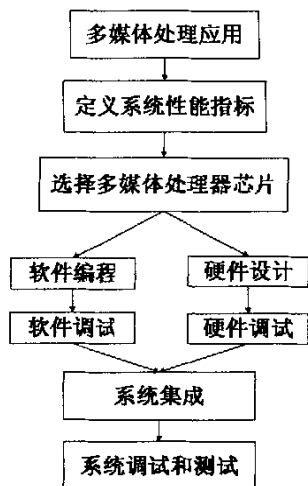 多媒体处理应用
定义系统性能指标
选择多媒体处理器芯片
软件编程
硬件设计
软件调试
硬件调试
系统集成
系统调试和测试